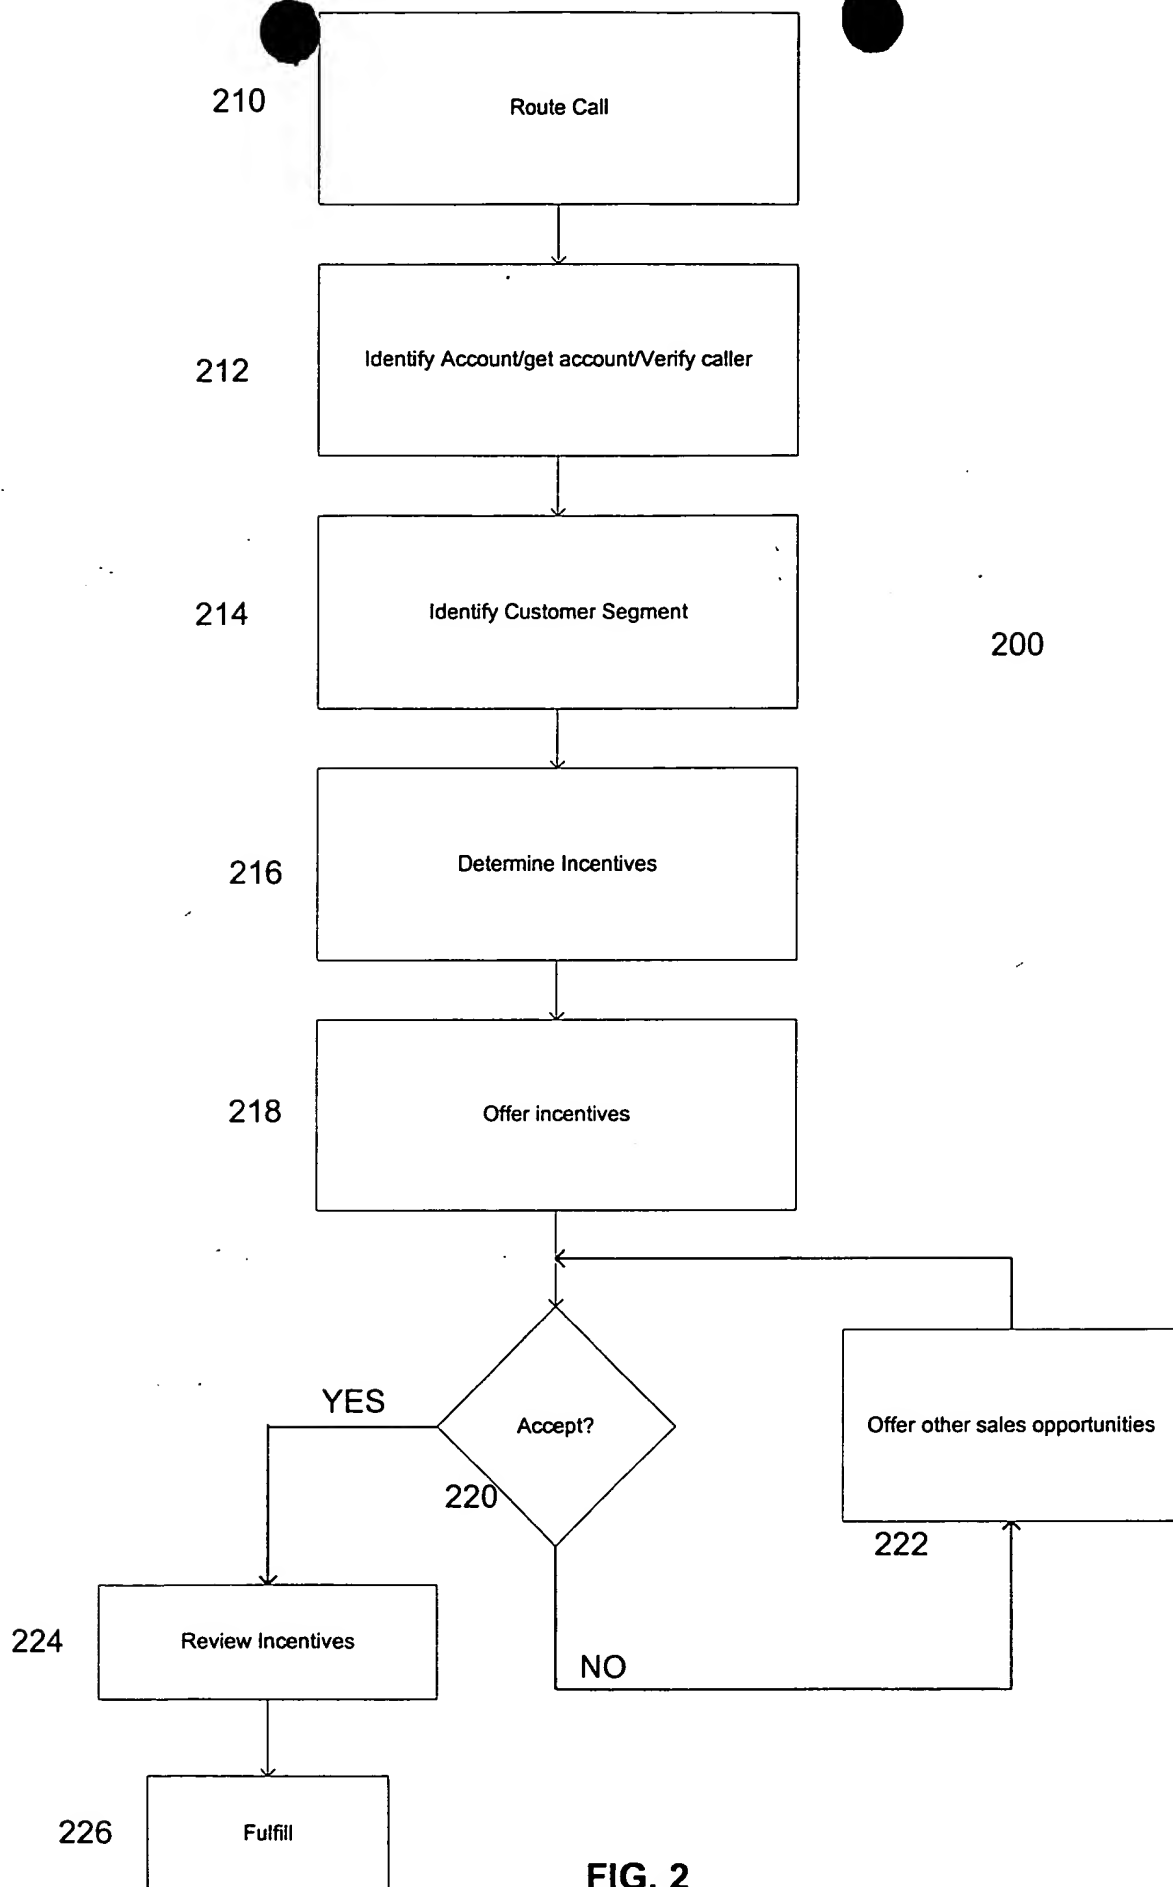 210
Route Call
212
Identify Account/get account/Verify caller
214
Identify Customer Segment
200
216
Determine Incentives
218
Offer incentives
YES
Accept?
Offer other sales opportunities
220
222
224
Review Incentives
NO
226
Fulfill
FIG. 2